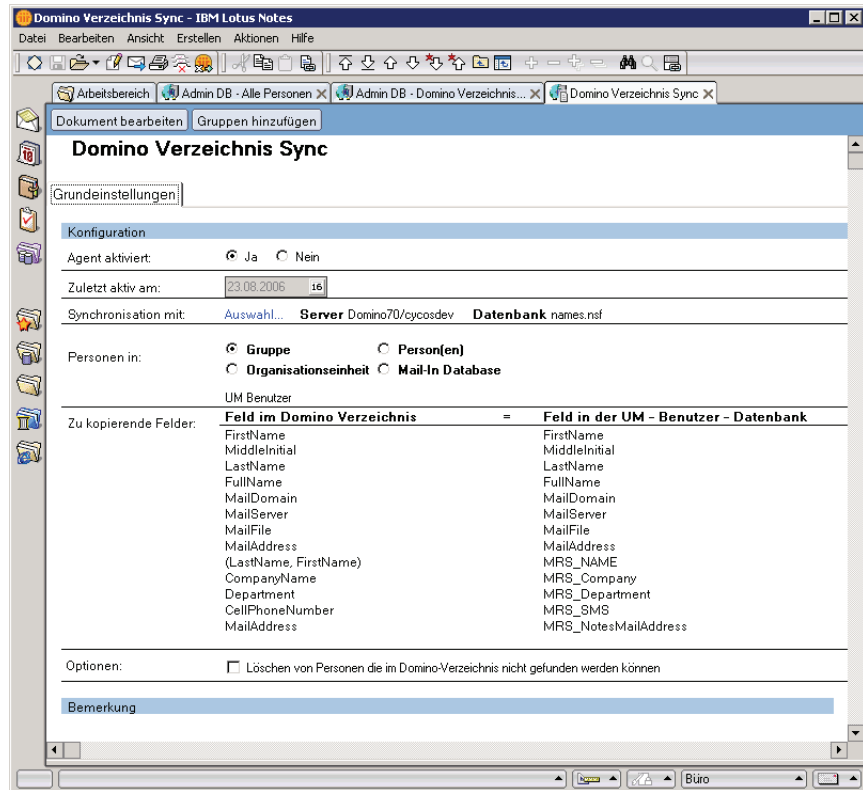 Domino Verzeichnis Sync - IBM Lotus Notes
Datei Bearbeiten Ansicht Erstellen Aktionen Hilfe
Arbeitsbereich Admin DB - Alle Personen Admin DB - Domino Verzeichnis... Domino Verzeichnis Sync
Dokument bearbeiten Gruppen hinzufügen
Domino Verzeichnis Sync
18
Grundeinstellungen
Konfiguration
Agent aktiviert: Ja Nein
Zuletzt aktiv am: 23.08.2006 16
Synchronisation mit: Auswahl... Server Domino70/cycosdev Datenbank names.nsf
Personen in: Gruppe Person(en)
Organisationseinheit Mail-In Database
UM Benutzer
Zu kopierende Felder: Feld im Domino Verzeichnis = Feld in der UM - Benutzer - Datenbank
FirstName FirstName
MiddleInitial MiddleInitial
LastName LastName
FullName FullName
MailDomain MailDomain
MailServer MailServer
MailFile MailFile
MailAddress MailAddress
(LastName, FirstName) MRS_NAME
CompanyName MRS_Company
Department MRS_Department
CellPhoneNumber MRS_SMS
MailAddress MRS_NotesMailAddress
Optionen: Löschen von Personen die im Domino-Verzeichnis nicht gefunden werden können
Bemerkung
Büro